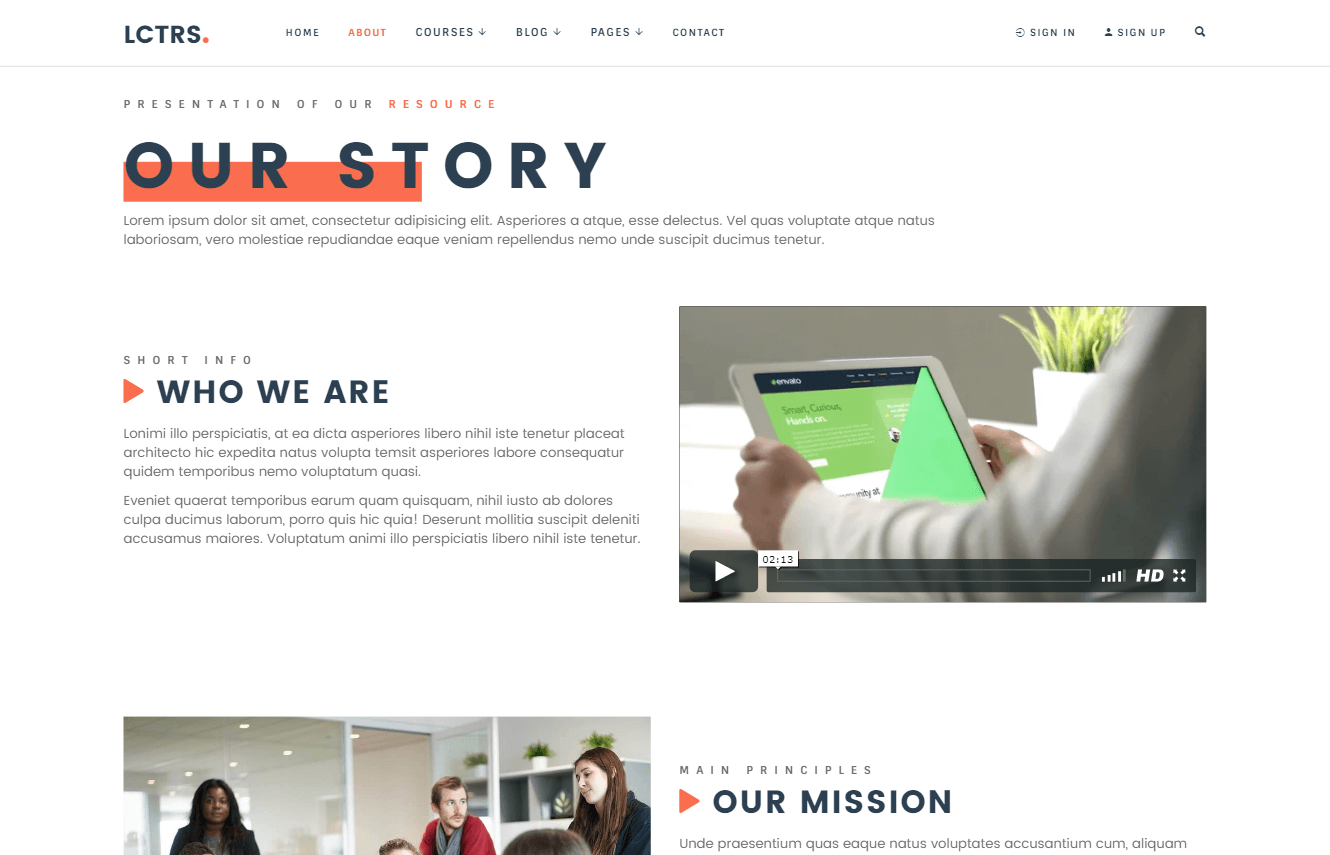 LCTRS.
HOME ABOUT COURSES BLOG PAGES CONTACT
SIGN IN SIGN UP
PRESENTATION OF OUR RESOURCE
OUR STORY
Lorem ipsum dolor sit amet, consectetur adipisicing elit. Asperiores a atque, esse delectus. Vel quas voluptate atque natus
laboriosam, vero molestiae repudiandae eaque veniam repellendus nemo unde suscipit ducimus tenetur.
SHORT INFO
WHO WE ARE
Lonimi illo perspiciatis, at ea dicta asperiores libero nihil iste tenetur placeat
architecto hic expedita natus volupta temsit asperiores labore consequatur
quidem temporibus nemo voluptatum quasi.
Eveniet quaerat temporibus earum quam quisquam, nihil iusto ab dolores
culpa ducimus laborum, porro quis hic quia! Deserunt mollitia suscipit deleniti
accusamus maiores. Voluptatum animi illo perspiciatis libero nihil iste tenetur.
envato
Smart, Curious,
Hands on.
unity at
02:13
HD
MAIN PRINCIPLES
OUR MISSION
Unde praesentium quas eaque natus voluptates accusantium cum, aliquam